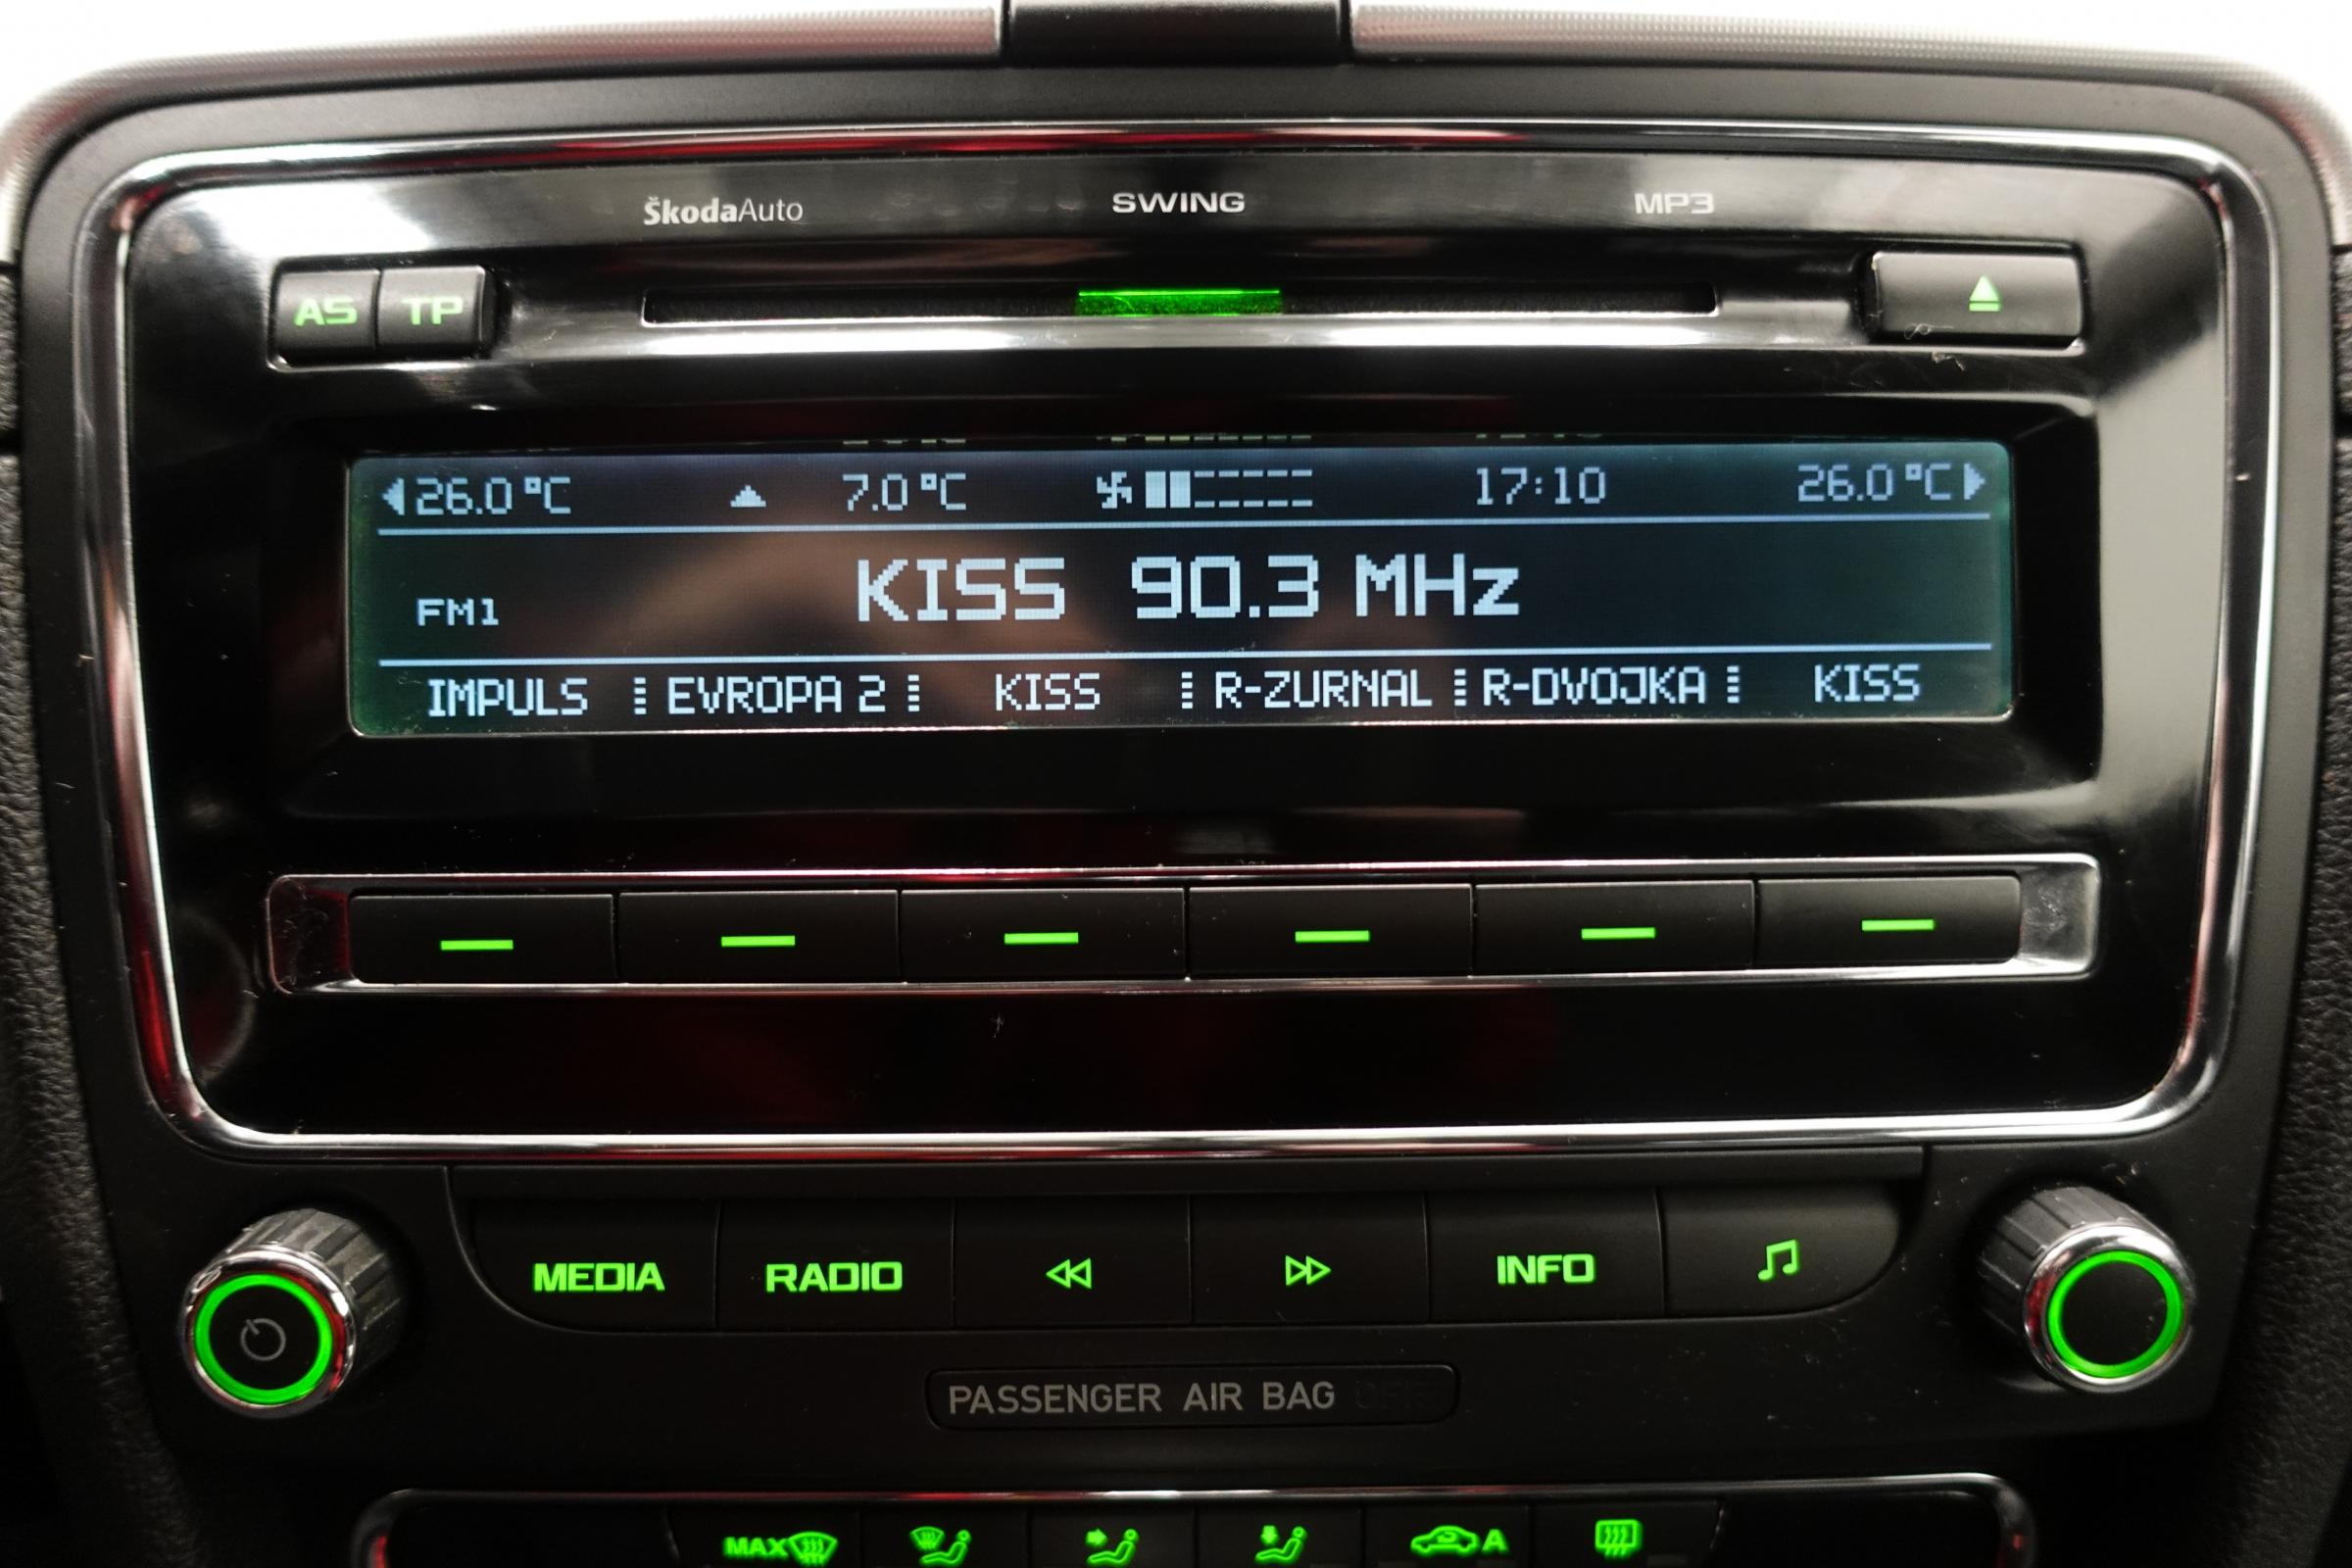 ŠkodaAuto SWING MP3
AS TP
26.0 °C 7.0 °C 17:10 26.0 °C
FM1 KISS 90.3 MHz
IMPULS EVROPA 2 KISS R-ZURNAL R-DVOJKA KISS
MEDIA RADIO INFO
PASSENGER AIR BAG OFF
MAX A